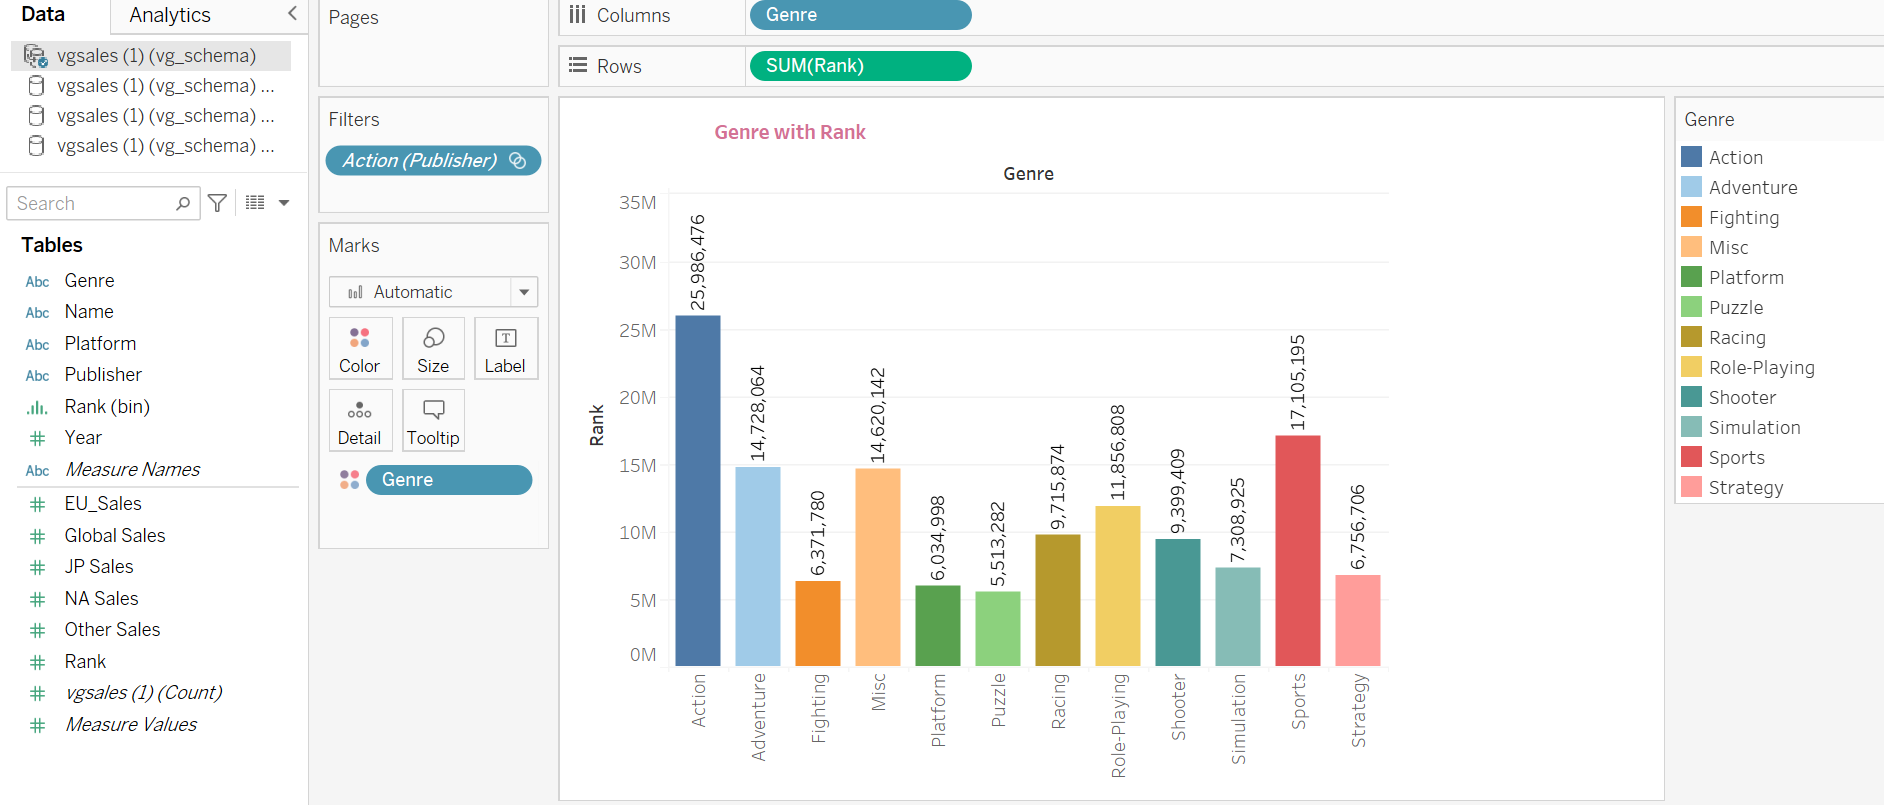 Data
Analytics
vgsales (1) (vg_schema)
vgsales (1) (vg_schema) ...
vgsales (1) (vg_schema) ...
vgsales (1) (vg_schema) ...
Search
Tables
Abc Genre
Abc Name
Abc Platform
Abc Publisher
Rank (bin)
Year
Abc Measure Names
EU_Sales
Global Sales
JP Sales
NA Sales
Other Sales
Rank
vgsales (1) (Count)
Measure Values
Pages
Filters
Action (Publisher)
Marks
Automatic
Color
Size
T
Label
Detail
Tooltip
Genre
Columns
Genre
Rows
SUM(Rank)
Genre with Rank
Genre
Rank
35M
30M
25M
20M
15M
10M
5M
0M
25,986,476
14,728,064
6,371,780
14,620,142
6,034,998
5,513,282
9,715,874
11,856,808
9,399,409
7,308,925
17,105,195
6,756,706
Action
Adventure
Fighting
Misc
Platform
Puzzle
Racing
Role-Playing
Shooter
Simulation
Sports
Strategy
Genre
Action
Adventure
Fighting
Misc
Platform
Puzzle
Racing
Role-Playing
Shooter
Simulation
Sports
Strategy